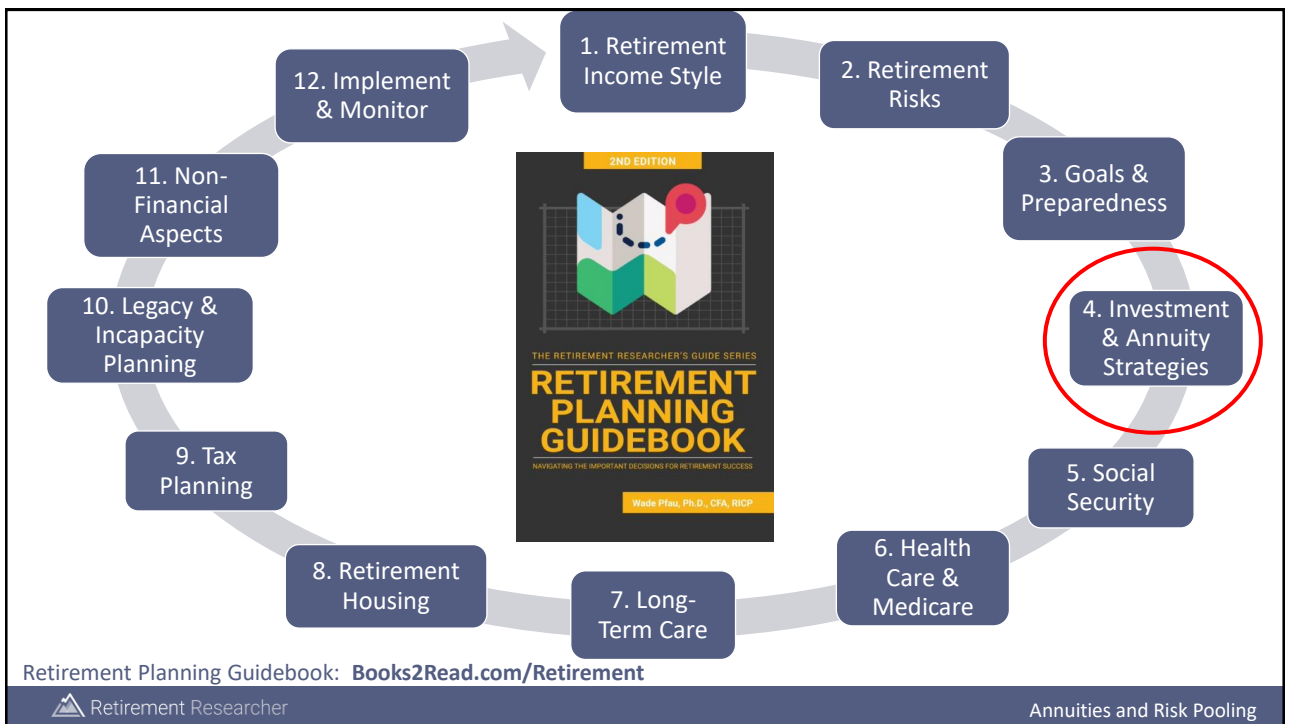 1. Retirement
Income Style
2. Retirement
Risks
3. Goals &
Preparedness
4. Investment
& Annuity
Strategies
5. Social
Security
6. Health
Care &
Medicare
7. Long-
Term Care
8. Retirement
Housing
9. Tax
Planning
10. Legacy &
Incapacity
Planning
11. Non-
Financial
Aspects
12. Implement
& Monitor
2ND EDITION
THE RETIREMENT RESEARCHER'S GUIDE SERIES
RETIREMENT
PLANNING
GUIDEBOOK
NAVIGATING THE IMPORTANT DECISIONS FOR RETIREMENT SUCCESS
Wade Pfau, Ph.D., CFA, RICP
Retirement Planning Guidebook: Books2Read.com/Retirement
Retirement Researcher
Annuities and Risk Pooling